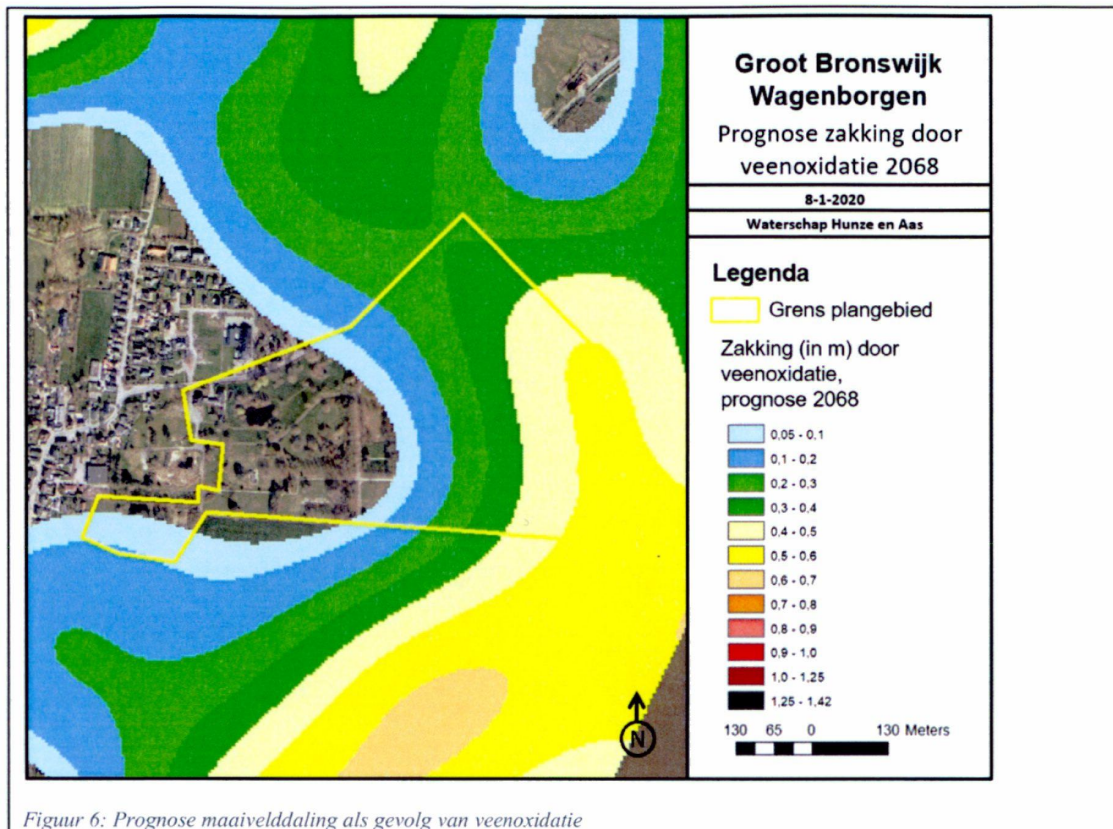 Groot Bronswijk
Wagenborgen
Prognose zakking door
veenoxidatie 2068
8-1-2020
Waterschap Hunze en Aas
Legenda
Grens plangebied
Zakking (in m) door
veenoxidatie,
prognose 2068
0,05 - 0,1
0,1 - 0,2
0,2 - 0,3
0,3 - 0,4
0,4 - 0,5
0,5 - 0,6
0,6 - 0,7
0,7 - 0,8
0,8 - 0,9
0,9 - 1,0
1,0 - 1,25
1,25 - 1,42
130 65 0 130 Meters
N
Figuur 6: Prognose maaivelddaling als gevolg van veenoxidatie